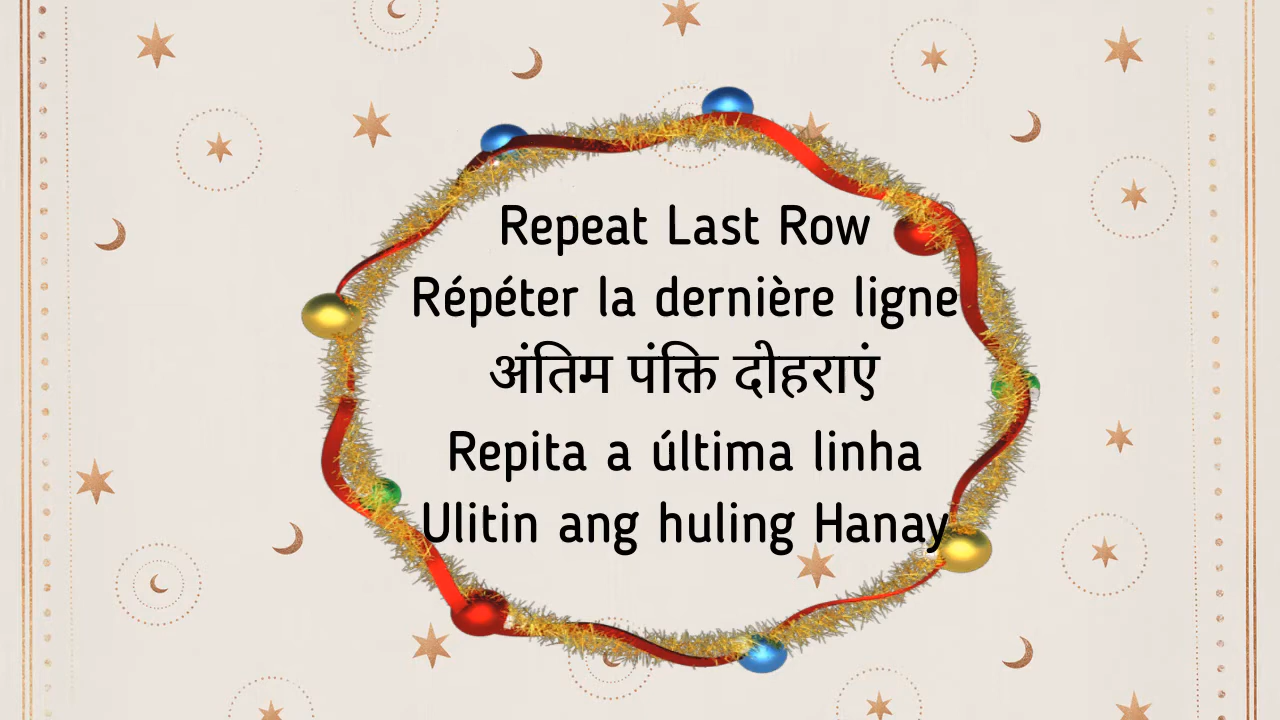 Repeat Last Row
Répéter la dernière ligne
अंतिम पंक्ति दोहराएं
Repita a última linha
Ulitin ang huling Hanay